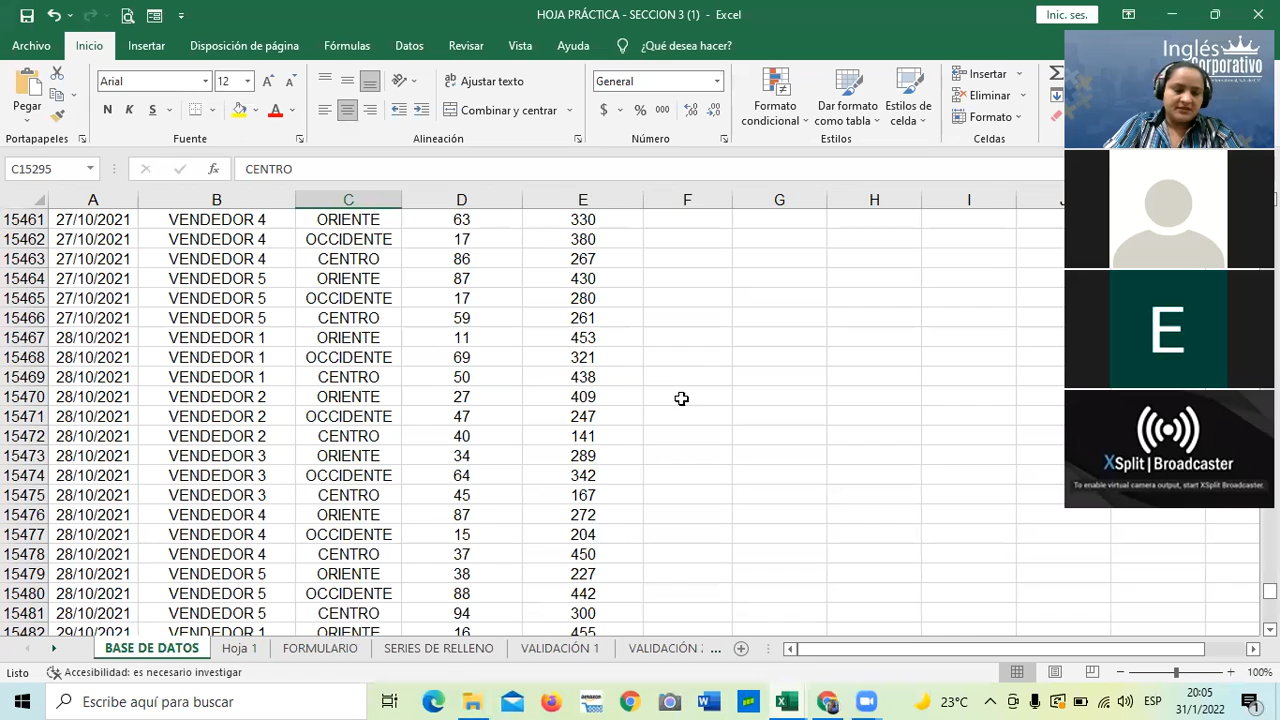 HOJA PRÁCTICA - SECCION 3 (1) - Excel
Inic. ses.
Archivo Inicio Insertar Disposición de página Fórmulas Datos Revisar Vista Ayuda ¿Qué desea hacer?
Pegar
Arial 12
Ajustar texto
General
Formato condicional
Dar formato como tabla
Estilos de celda
Insertar
Eliminar
Formato
N K S
Combinar y centrar
$ % 000
Portapapeles Fuente Alineación Número Estilos Celdas
C15295 fx CENTRO
A B C D E F G H I
15461 27/10/2021 VENDEDOR 4 ORIENTE 63 330
15462 27/10/2021 VENDEDOR 4 OCCIDENTE 17 380
15463 27/10/2021 VENDEDOR 4 CENTRO 86 267
15464 27/10/2021 VENDEDOR 5 ORIENTE 87 430
15465 27/10/2021 VENDEDOR 5 OCCIDENTE 17 280
15466 27/10/2021 VENDEDOR 5 CENTRO 59 261
15467 28/10/2021 VENDEDOR 1 ORIENTE 11 453
15468 28/10/2021 VENDEDOR 1 OCCIDENTE 69 321
15469 28/10/2021 VENDEDOR 1 CENTRO 50 438
15470 28/10/2021 VENDEDOR 2 ORIENTE 27 409
15471 28/10/2021 VENDEDOR 2 OCCIDENTE 47 247
15472 28/10/2021 VENDEDOR 2 CENTRO 40 141
15473 28/10/2021 VENDEDOR 3 ORIENTE 34 289
15474 28/10/2021 VENDEDOR 3 OCCIDENTE 64 342
15475 28/10/2021 VENDEDOR 3 CENTRO 43 167
15476 28/10/2021 VENDEDOR 4 ORIENTE 87 272
15477 28/10/2021 VENDEDOR 4 OCCIDENTE 15 204
15478 28/10/2021 VENDEDOR 4 CENTRO 37 450
15479 28/10/2021 VENDEDOR 5 ORIENTE 38 227
15480 28/10/2021 VENDEDOR 5 OCCIDENTE 88 442
15481 28/10/2021 VENDEDOR 5 CENTRO 94 300
15482 29/10/2021 VENDEDOR 1 ORIENTE 16 455
Inglés
Corporativo
E
XSplit | Broadcaster
To enable virtual camera output, start XSplit Broadcaster.
BASE DE DATOS Hoja 1 FORMULARIO SERIES DE RELLENO VALIDACIÓN 1 VALIDACIÓN ...
Listo Accesibilidad: es necesario investigar 100%
Escribe aquí para buscar
amazon
23°C
ESP
20:05
31/1/2022